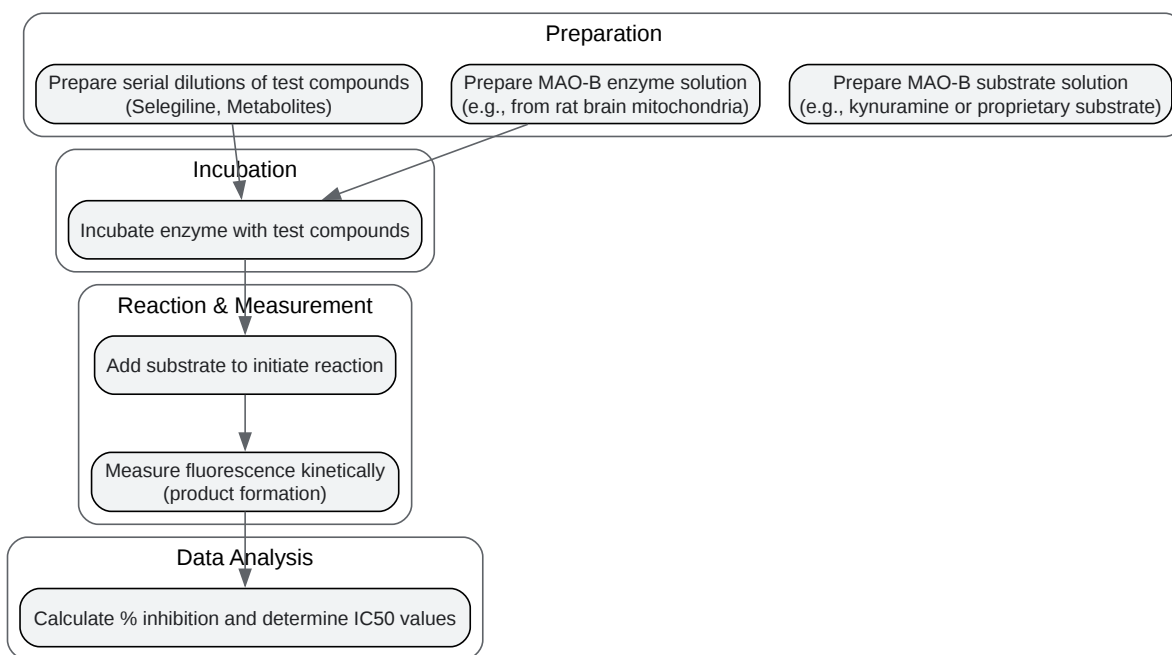 Preparation
Prepare serial dilutions of test compounds
(Selegiline, Metabolites)
Prepare MAO-B enzyme solution
(e.g., from rat brain mitochondria)
Prepare MAO-B substrate solution
(e.g., kynuramine or proprietary substrate)
Incubation
Incubate enzyme with test compounds
Reaction & Measurement
Add substrate to initiate reaction
Measure fluorescence kinetically
(product formation)
Data Analysis
Calculate % inhibition and determine IC50 values